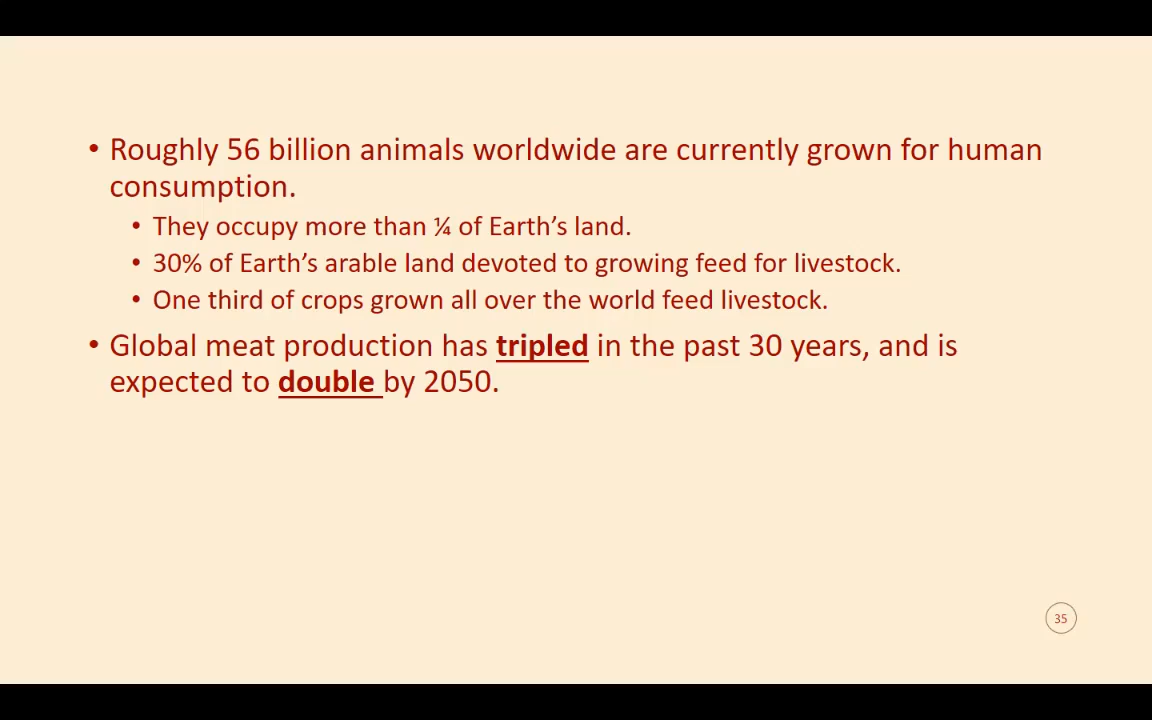 • Roughly 56 billion animals worldwide are currently grown for human
consumption.
• They occupy more than ¼ of Earth’s land.
• 30% of Earth’s arable land devoted to growing feed for livestock.
• One third of crops grown all over the world feed livestock.
• Global meat production has tripled in the past 30 years, and is
expected to double by 2050.
35